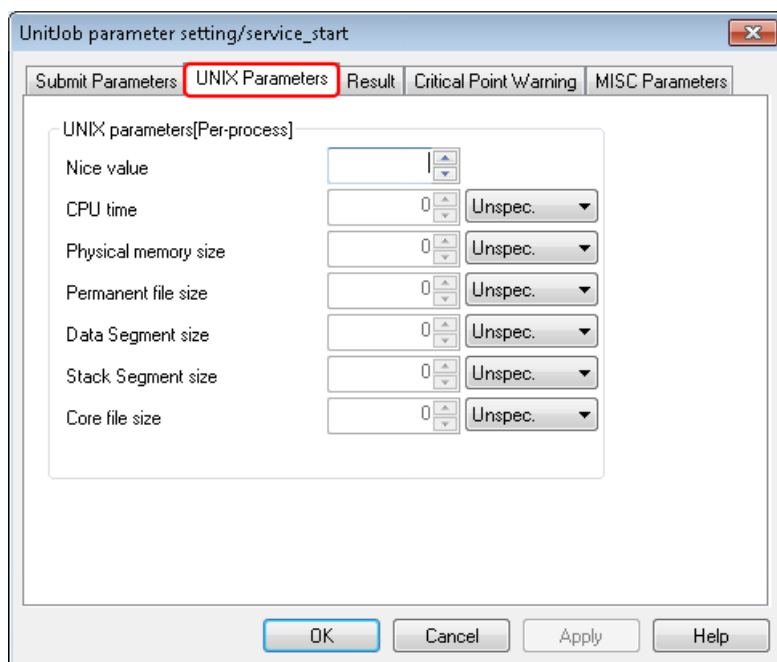 UnitJob parameter setting/service_start
Submit Parameters UNIX Parameters Result Critical Point Warning MISC Parameters
UNIX parameters[Per-process]
Nice value
CPU time 0 Unspec.
Physical memory size 0 Unspec.
Permanent file size 0 Unspec.
Data Segment size 0 Unspec.
Stack Segment size 0 Unspec.
Core file size 0 Unspec.
OK Cancel Apply Help